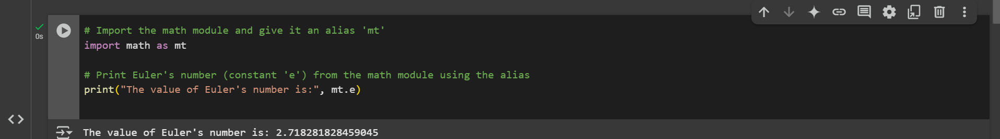 # Import the math module and give it an alias 'mt'
0s
import math as mt
# Print Euler's number (constant 'e') from the math module using the alias
print("The value of Euler's number is:", mt.e)
The value of Euler's number is: 2.718281828459045